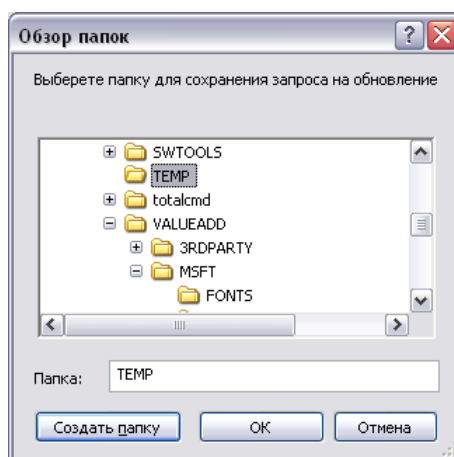 Обзор папок
Выберете папку для сохранения запроса на обновление
SWTOOLS
TEMP
totalcmd
VALUEADD
3RDPARTY
MSFT
FONTS
Папка: TEMP
Создать папку ОК Отмена